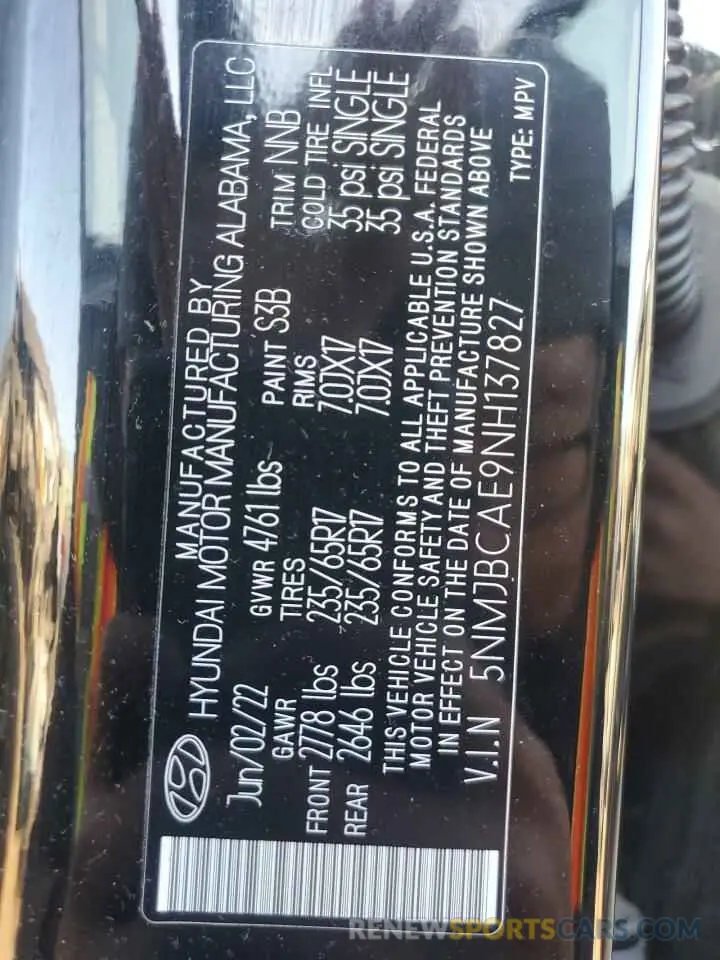 MANUFACTURED BY
HYUNDAI MOTOR MANUFACTURING ALABAMA, LLC
Jun/02/22 GVWR 4761 lbs PAINT S3B TRIM NNB
GAWR TIRES RIMS COLD TIRE INFL
FRONT 2778 lbs 235/65R17 7.0JX17 35 psi SINGLE
REAR 2646 lbs 235/65R17 7.0JX17 35 psi SINGLE
THIS VEHICLE CONFORMS TO ALL APPLICABLE U.S.A. FEDERAL
MOTOR VEHICLE SAFETY AND THEFT PREVENTION STANDARDS
IN EFFECT ON THE DATE OF MANUFACTURE SHOWN ABOVE
V.I.N 5NMJBCAE9NH137827 TYPE: MPV
RENEWSPORTSCARS.COM